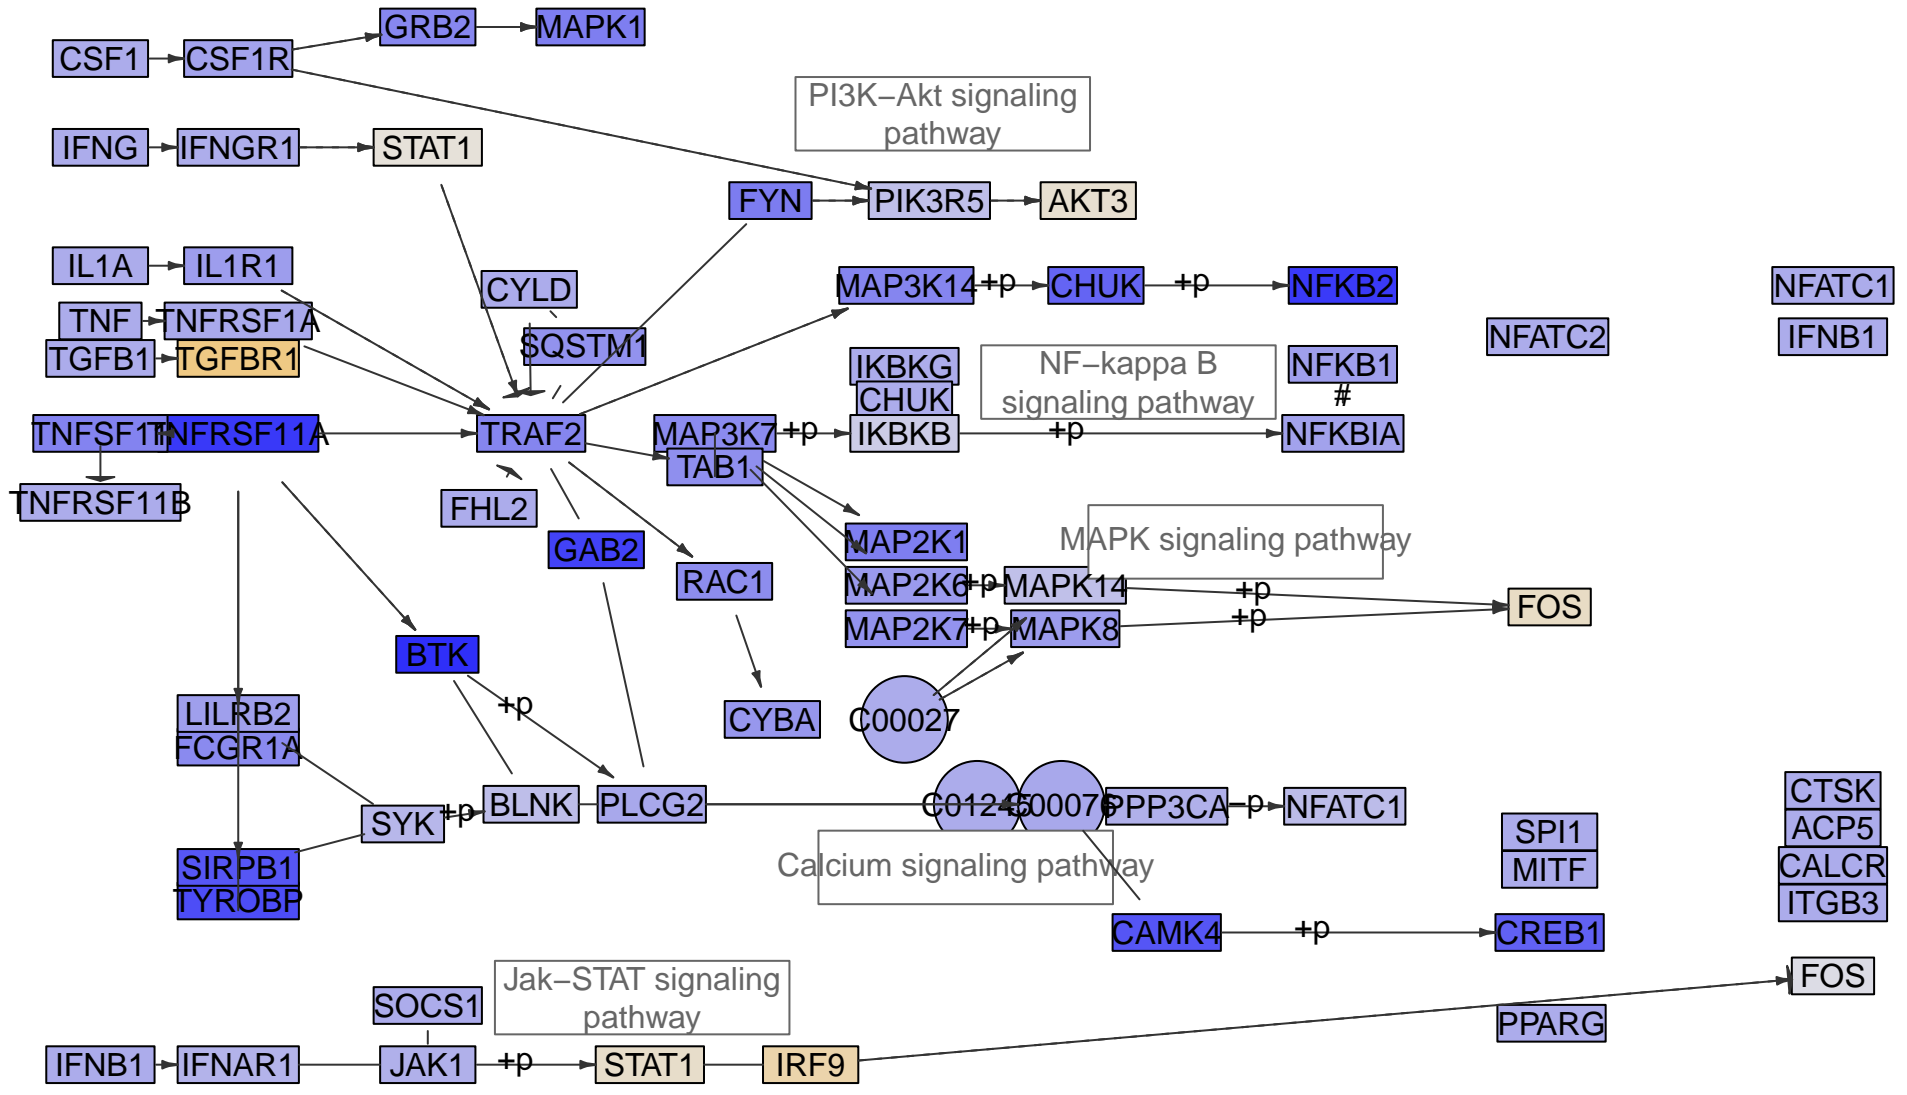 GRB2
MAPK1
CSF1
CSF1R
PI3K−Akt signaling
pathway
IFNG
IFNGR1
STAT1
FYN
PIK3R5
AKT3
IL1A
IL1R1
CYLD
MAP3K14
+p
CHUK
+p
NFKB2
NFATC1
TNF
TNFRSF1A
SQSTM1
NFATC2
IFNB1
TGFB1
TGFBR1
IKBKG
NF−kappa B
signaling pathway
NFKB1
CHUK
#
TNFRSF11A
TRAF2
MAP3K7
+p
IKBKB
+p
NFKBIA
TAB1
TNFRSF11B
FHL2
GAB2
MAP2K1
MAPK signaling pathway
RAC1
MAP2K6
+p
MAPK14
+p
FOS
MAP2K7
+p
MAPK8
+p
BTK
LILRB2
+p
CYBA
C00027
FCGR1A
SYK
+p
BLNK
PLCG2
C01245
C00076
PPP3CA
−p
NFATC1
CTSK
SPI1
ACP5
SIRPB1
Calcium signaling pathway
MITF
CALCR
TYROBP
ITGB3
CAMK4
+p
CREB1
Jak−STAT signaling
pathway
FOS
SOCS1
PPARG
IFNB1
IFNAR1
JAK1
+p
STAT1
IRF9